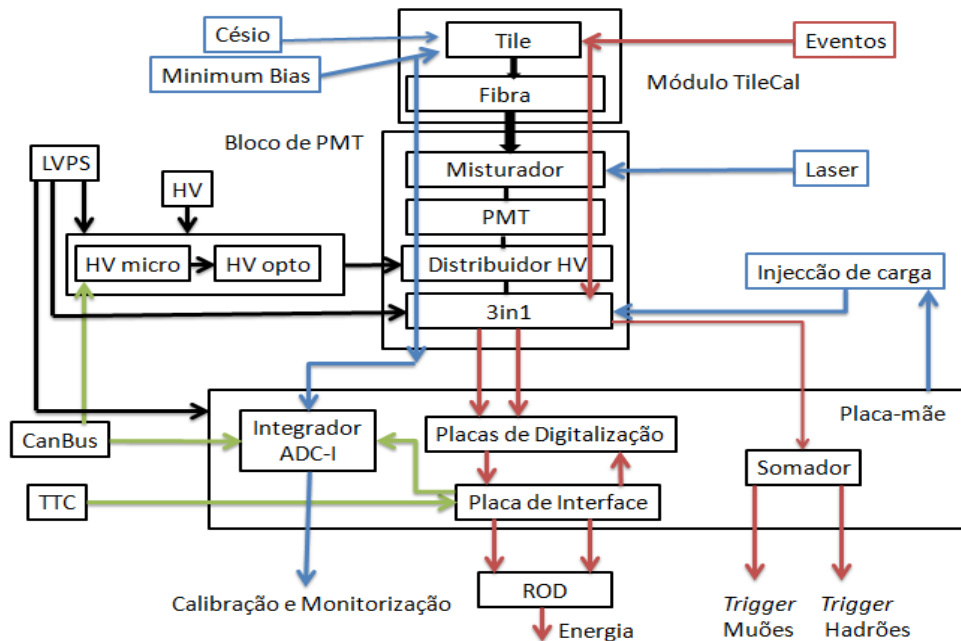 Césio
Tile
Eventos
Minimum Bias
Fibra
Módulo TileCal
Bloco de PMT
LVPS
Misturador
Laser
HV
PMT
HV micro
HV opto
Distribuidor HV
Injecção de carga
3in1
Placa-mãe
CanBus
Integrador
ADC-I
Placas de Digitalização
Somador
TTC
Placa de Interface
Calibração e Monitorização
ROD
Energia
Trigger
Muões
Trigger
Hadrões